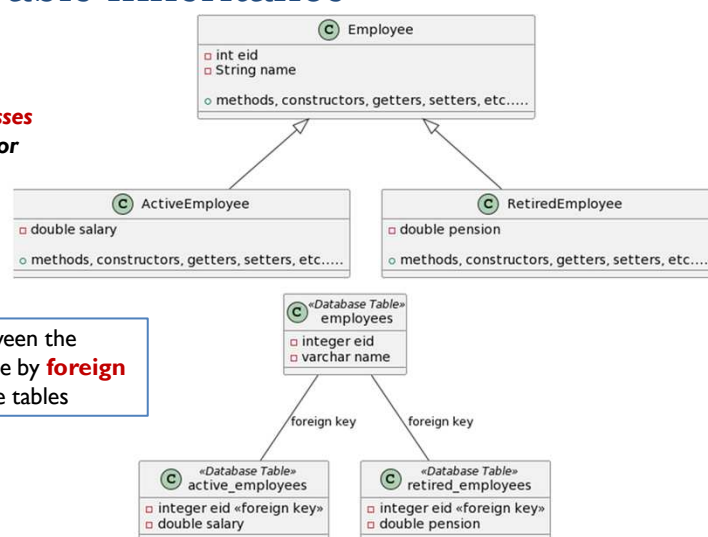 C Employee
int eid
String name
methods, constructors, getters, setters, etc.....
or
C ActiveEmployee
double salary
methods, constructors, getters, setters, etc.....
C RetiredEmployee
double pension
methods, constructors, getters, setters, etc....
C «Database Table»
employees
integer eid
varchar name
the
by foreign
tables
foreign key
foreign key
C «Database Table»
active_employees
integer eid «foreign key»
double salary
C «Database Table»
retired_employees
integer eid «foreign key»
double pension